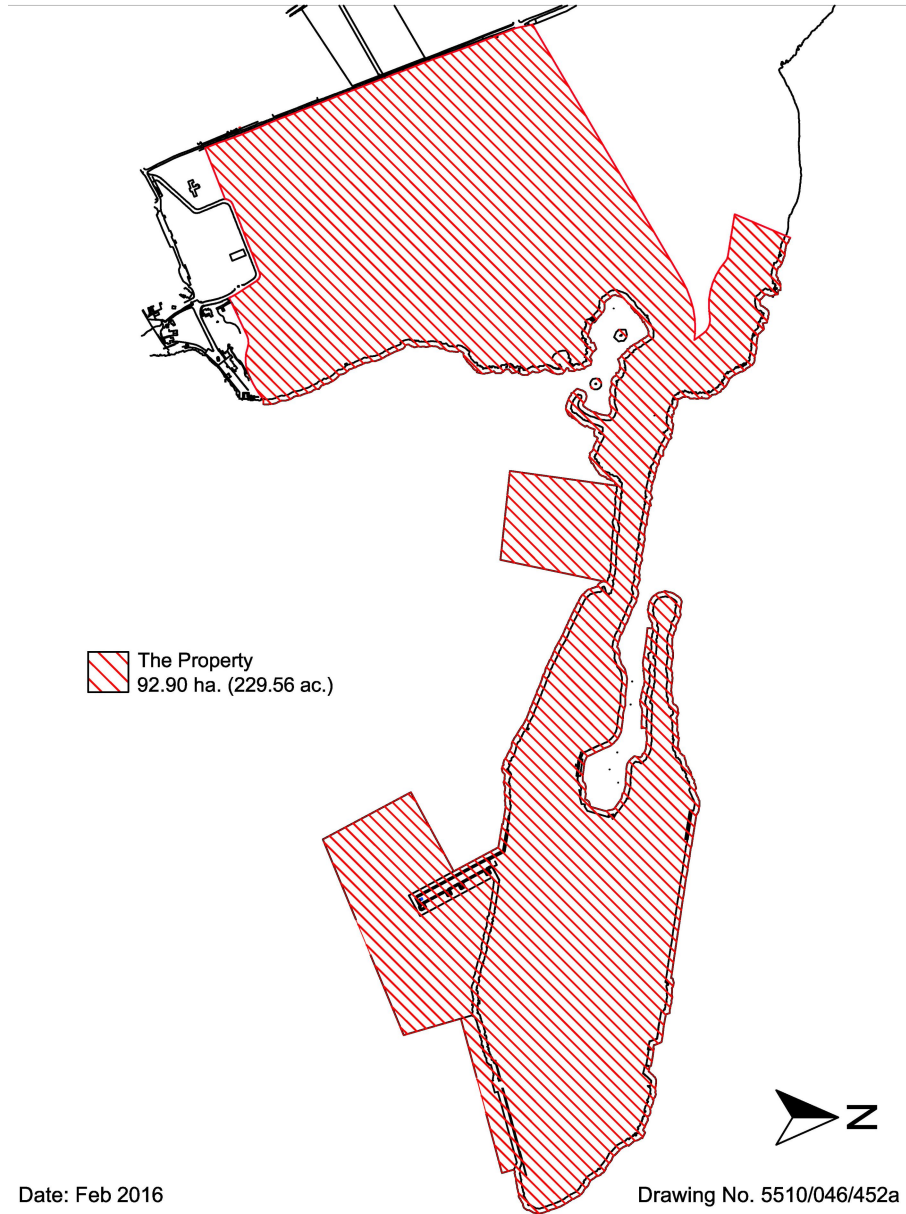 The Property
92.90 ha. (229.56 ac.)
N
Date: Feb 2016
Drawing No. 5510/046/452a